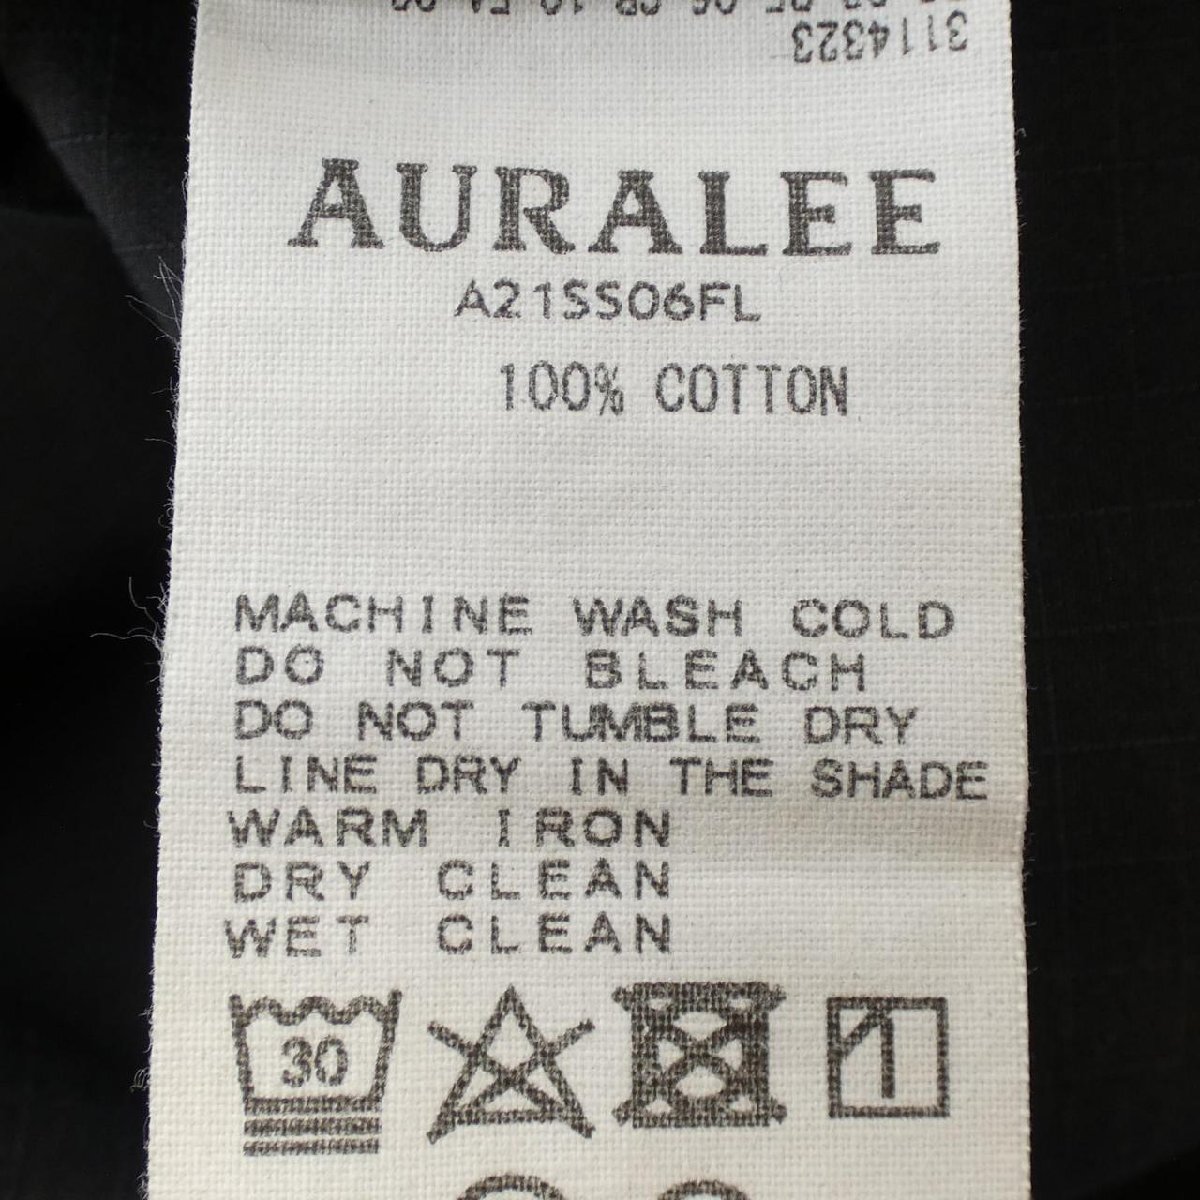 3114323
AURALEE
A21SS06FL
100% COTTON
MACHINE WASH COLD
DO NOT BLEACH
DO NOT TUMBLE DRY
LINE DRY IN THE SHADE
WARM IRON
DRY CLEAN
WET CLEAN
30